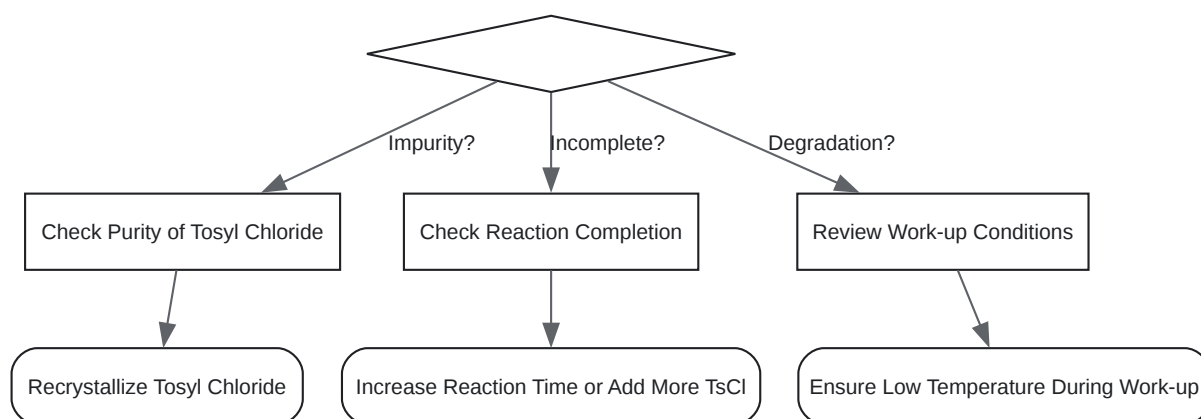 Impurity?
Incomplete?
Degradation?
Check Purity of Tosyl Chloride
Check Reaction Completion
Review Work-up Conditions
Recrystallize Tosyl Chloride
Increase Reaction Time or Add More TsCl
Ensure Low Temperature During Work-up